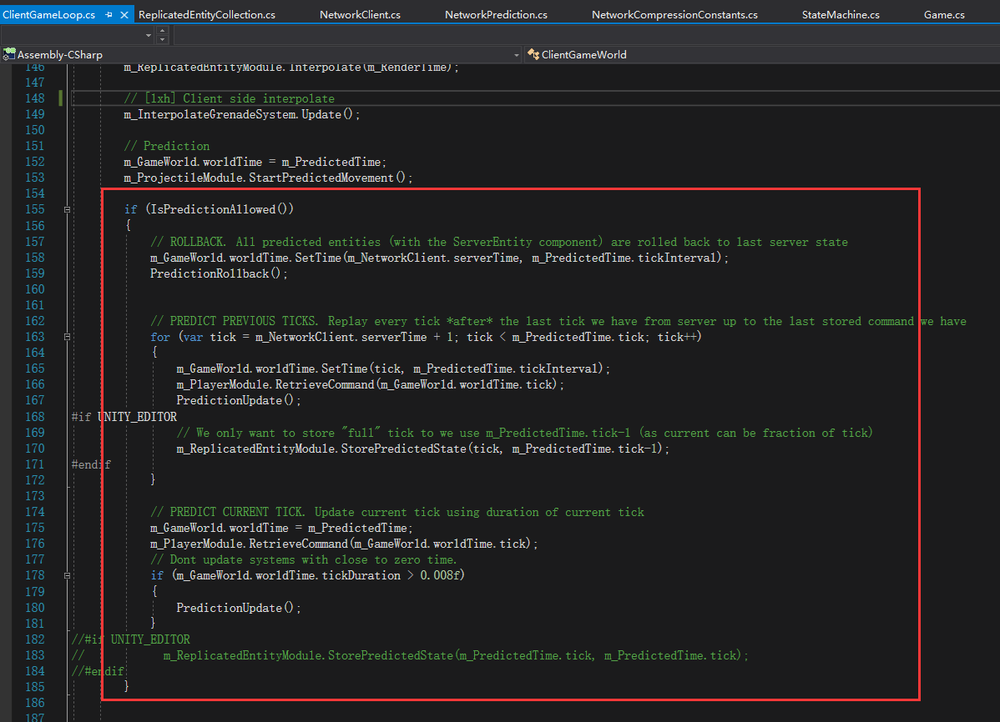 ClientGameLoop.cs ReplicatedEntityCollection.cs NetworkClient.cs NetworkPrediction.cs NetworkCompressionConstants.cs StateMachine.cs Game.cs
Assembly-CSharp ClientGameWorld
146 m_ReplicatedEntityModule.Interpolate(m_RenderTime);
147
148 // [lxh] Client side interpolate
149 m_InterpolateGrenadeSystem.Update();
150
151 // Prediction
152 m_GameWorld.worldTime = m_PredictedTime;
153 m_ProjectileModule.StartPredictedMovement();
154
155 if (IsPredictionAllowed())
156 {
157 // ROLLBACK. All predicted entities (with the ServerEntity component) are rolled back to last server state
158 m_GameWorld.worldTime.SetTime(m_NetworkClient.serverTime, m_PredictedTime.tickInterval);
159 PredictionRollback();
160
161
162 // PREDICT PREVIOUS TICKS. Replay every tick *after* the last tick we have from server up to the last stored command we have
163 for (var tick = m_NetworkClient.serverTime + 1; tick < m_PredictedTime.tick; tick++)
164 {
165 m_GameWorld.worldTime.SetTime(tick, m_PredictedTime.tickInterval);
166 m_PlayerModule.RetrieveCommand(m_GameWorld.worldTime.tick);
167 PredictionUpdate();
168 #if UNITY_EDITOR
169 // We only want to store "full" tick to we use m_PredictedTime.tick-1 (as current can be fraction of tick)
170 m_ReplicatedEntityModule.StorePredictedState(tick, m_PredictedTime.tick-1);
171 #endif
172 }
173
174 // PREDICT CURRENT TICK. Update current tick using duration of current tick
175 m_GameWorld.worldTime = m_PredictedTime;
176 m_PlayerModule.RetrieveCommand(m_GameWorld.worldTime.tick);
177 // Dont update systems with close to zero time.
178 if (m_GameWorld.worldTime.tickDuration > 0.008f)
179 {
180 PredictionUpdate();
181 }
182 //#if UNITY_EDITOR
183 // m_ReplicatedEntityModule.StorePredictedState(m_PredictedTime.tick, m_PredictedTime.tick);
184 //#endif
185 }
186
187